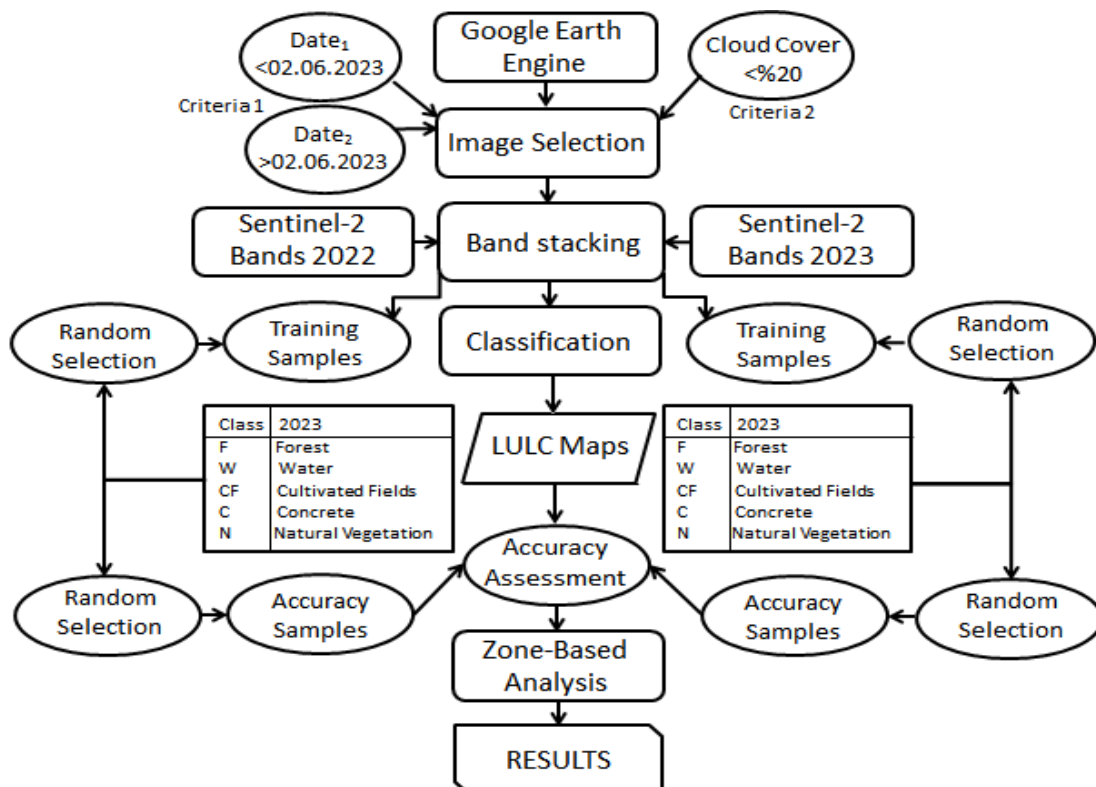 Date₁
<02.06.2023
Google Earth
Engine
Cloud Cover
<%20
Criteria 1
Criteria 2
Date₂
>02.06.2023
Image Selection
Sentinel-2
Bands 2022
Band stacking
Sentinel-2
Bands 2023
Random
Selection
Training
Samples
Classification
Training
Samples
Random
Selection
Class 2023
F Forest
W Water
CF Cultivated Fields
C Concrete
N Natural Vegetation
LULC Maps
Class 2023
F Forest
W Water
CF Cultivated Fields
C Concrete
N Natural Vegetation
Accuracy
Assessment
Random
Selection
Accuracy
Samples
Accuracy
Samples
Random
Selection
Zone-Based
Analysis
RESULTS